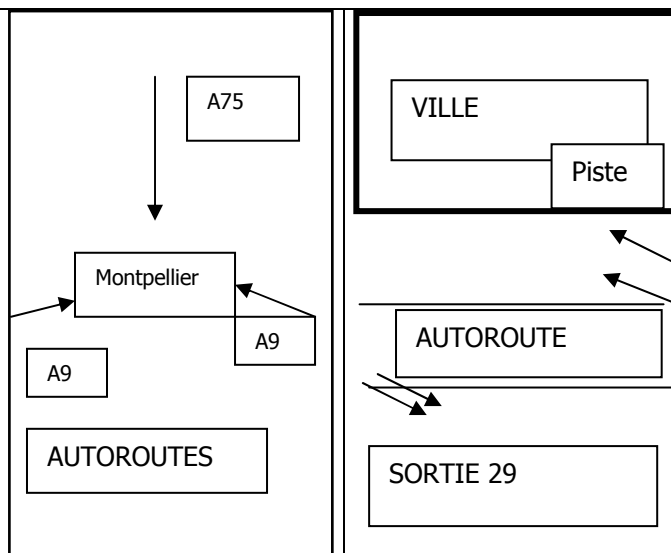 A75
Montpellier
A9
A9
AUTOROUTES
VILLE
Piste
AUTOROUTE
SORTIE 29